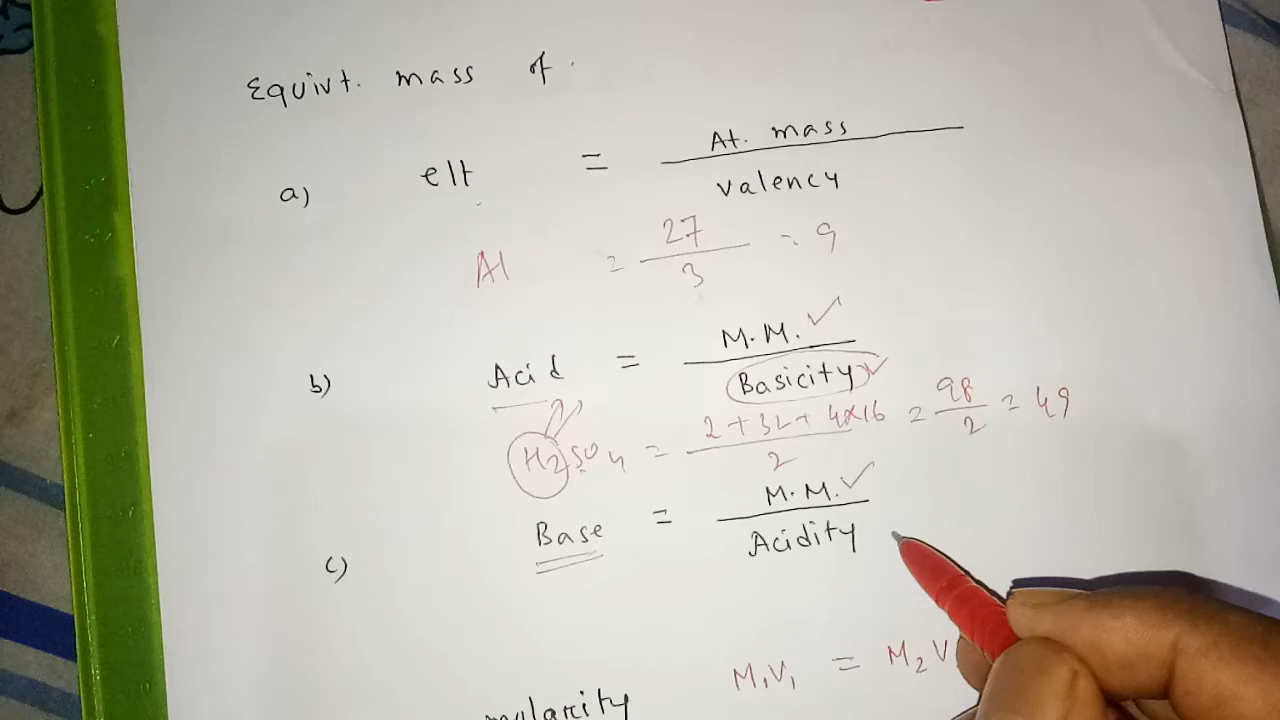 Equivt. mass of
a) elt = At. mass / valency
Al = 27 / 3 = 9
b) Acid = M.M. ✓ / Basicity ✓
H2SO4 = 2 + 32 + 4x16 / 2 = 98 / 2 = 49
c) Base = M.M. ✓ / Acidity
M1V1 = M2V
molarity